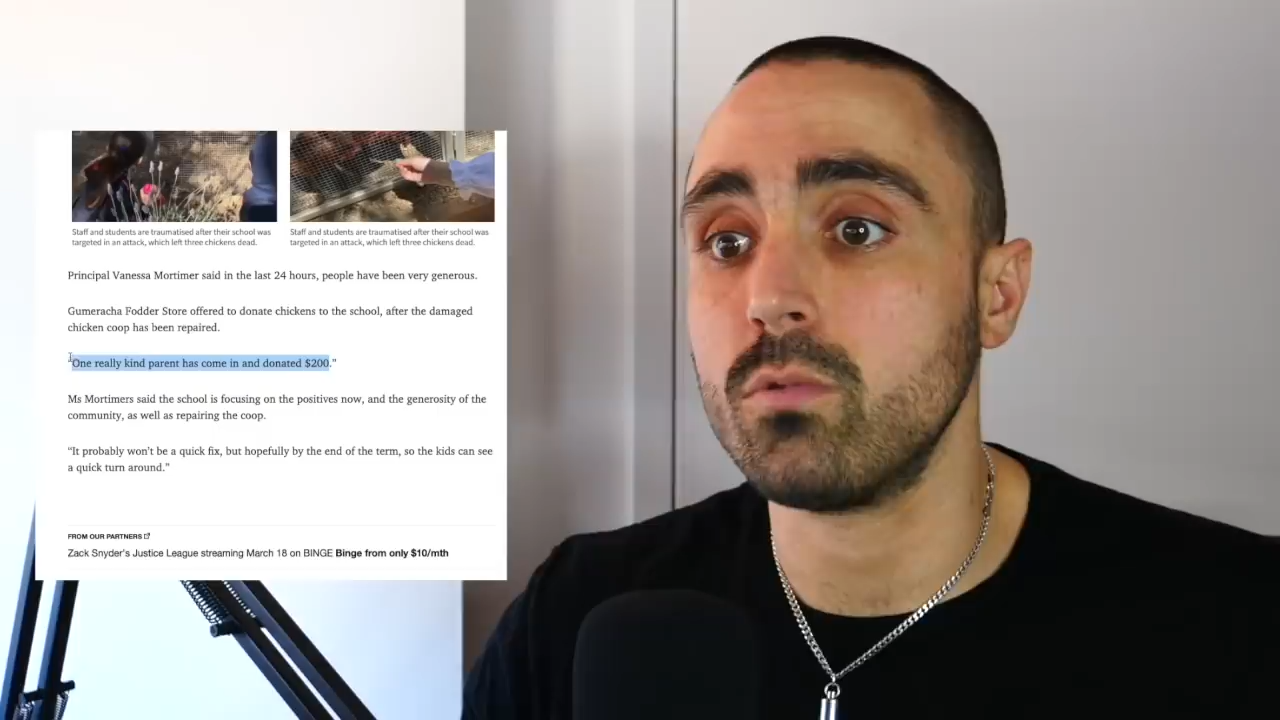 Staff and students are traumatised after their school was
targeted in an attack, which left three chickens dead.
Staff and students are traumatised after their school was
targeted in an attack, which left three chickens dead.
Principal Vanessa Mortimer said in the last 24 hours, people have been very generous.
Gumeracha Fodder Store offered to donate chickens to the school, after the damaged
chicken coop has been repaired.
“One really kind parent has come in and donated $200.”
Ms Mortimers said the school is focusing on the positives now, and the generosity of the
community, as well as repairing the coop.
“It probably won’t be a quick fix, but hopefully by the end of the term, so the kids can see
a quick turn around.”
FROM OUR PARTNERS
Zack Snyder's Justice League streaming March 18 on BINGE Binge from only $10/mth